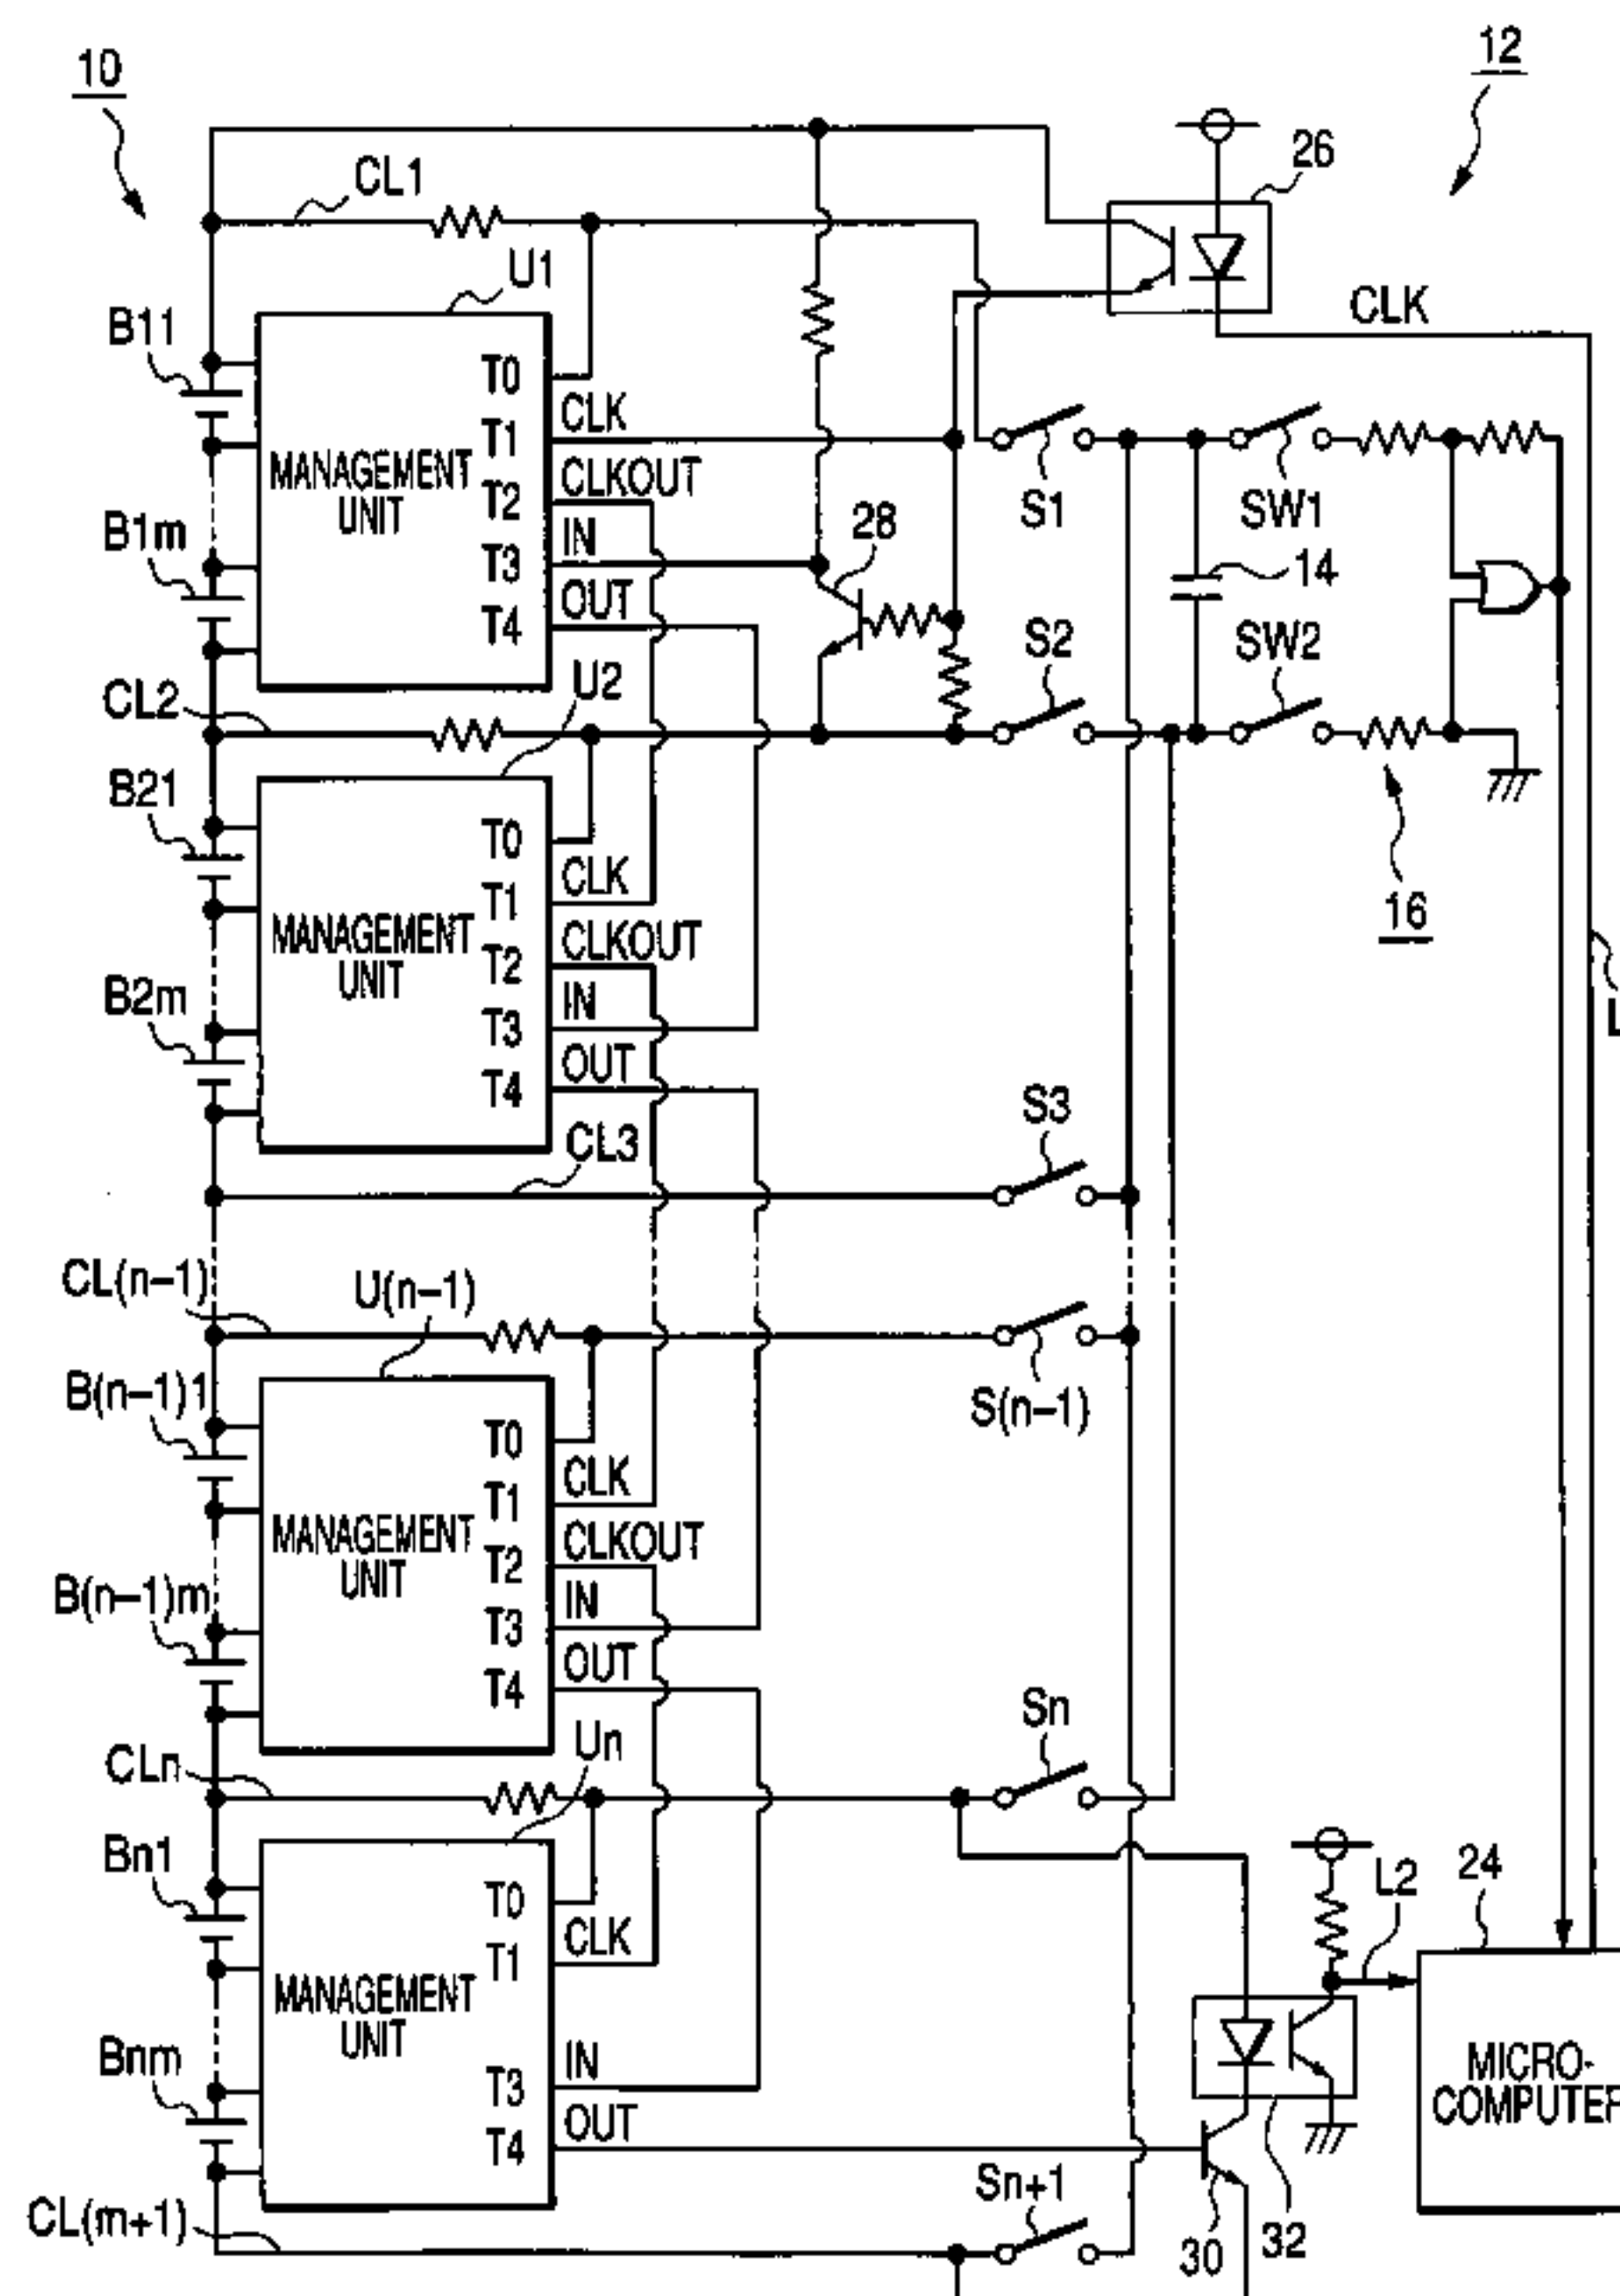 10
12
26
CL1
U1
CLK
B11
T0
CLK
T1
CLKOUT
MANAGEMENT
UNIT
T2
S1
SW1
B1m
IN
28
T3
14
OUT
T4
S2
SW2
U2
CL2
B21
T0
CLK
T1
16
MANAGEMENT
UNIT
CLKOUT
T2
B2m
IN
T3
L
OUT
T4
S3
CL3
CL(n-1)
U(n-1)
B(n-1)1
S(n-1)
T0
CLK
T1
MANAGEMENT
UNIT
CLKOUT
T2
B(n-1)m
IN
T3
OUT
T4
Sn
Un
CLn
Bn1
L2
24
T0
CLK
T1
MANAGEMENT
UNIT
Bnm
IN
T3
MICRO-
COMPUTER
OUT
T4
Sn+1
CL(m+1)
30
32